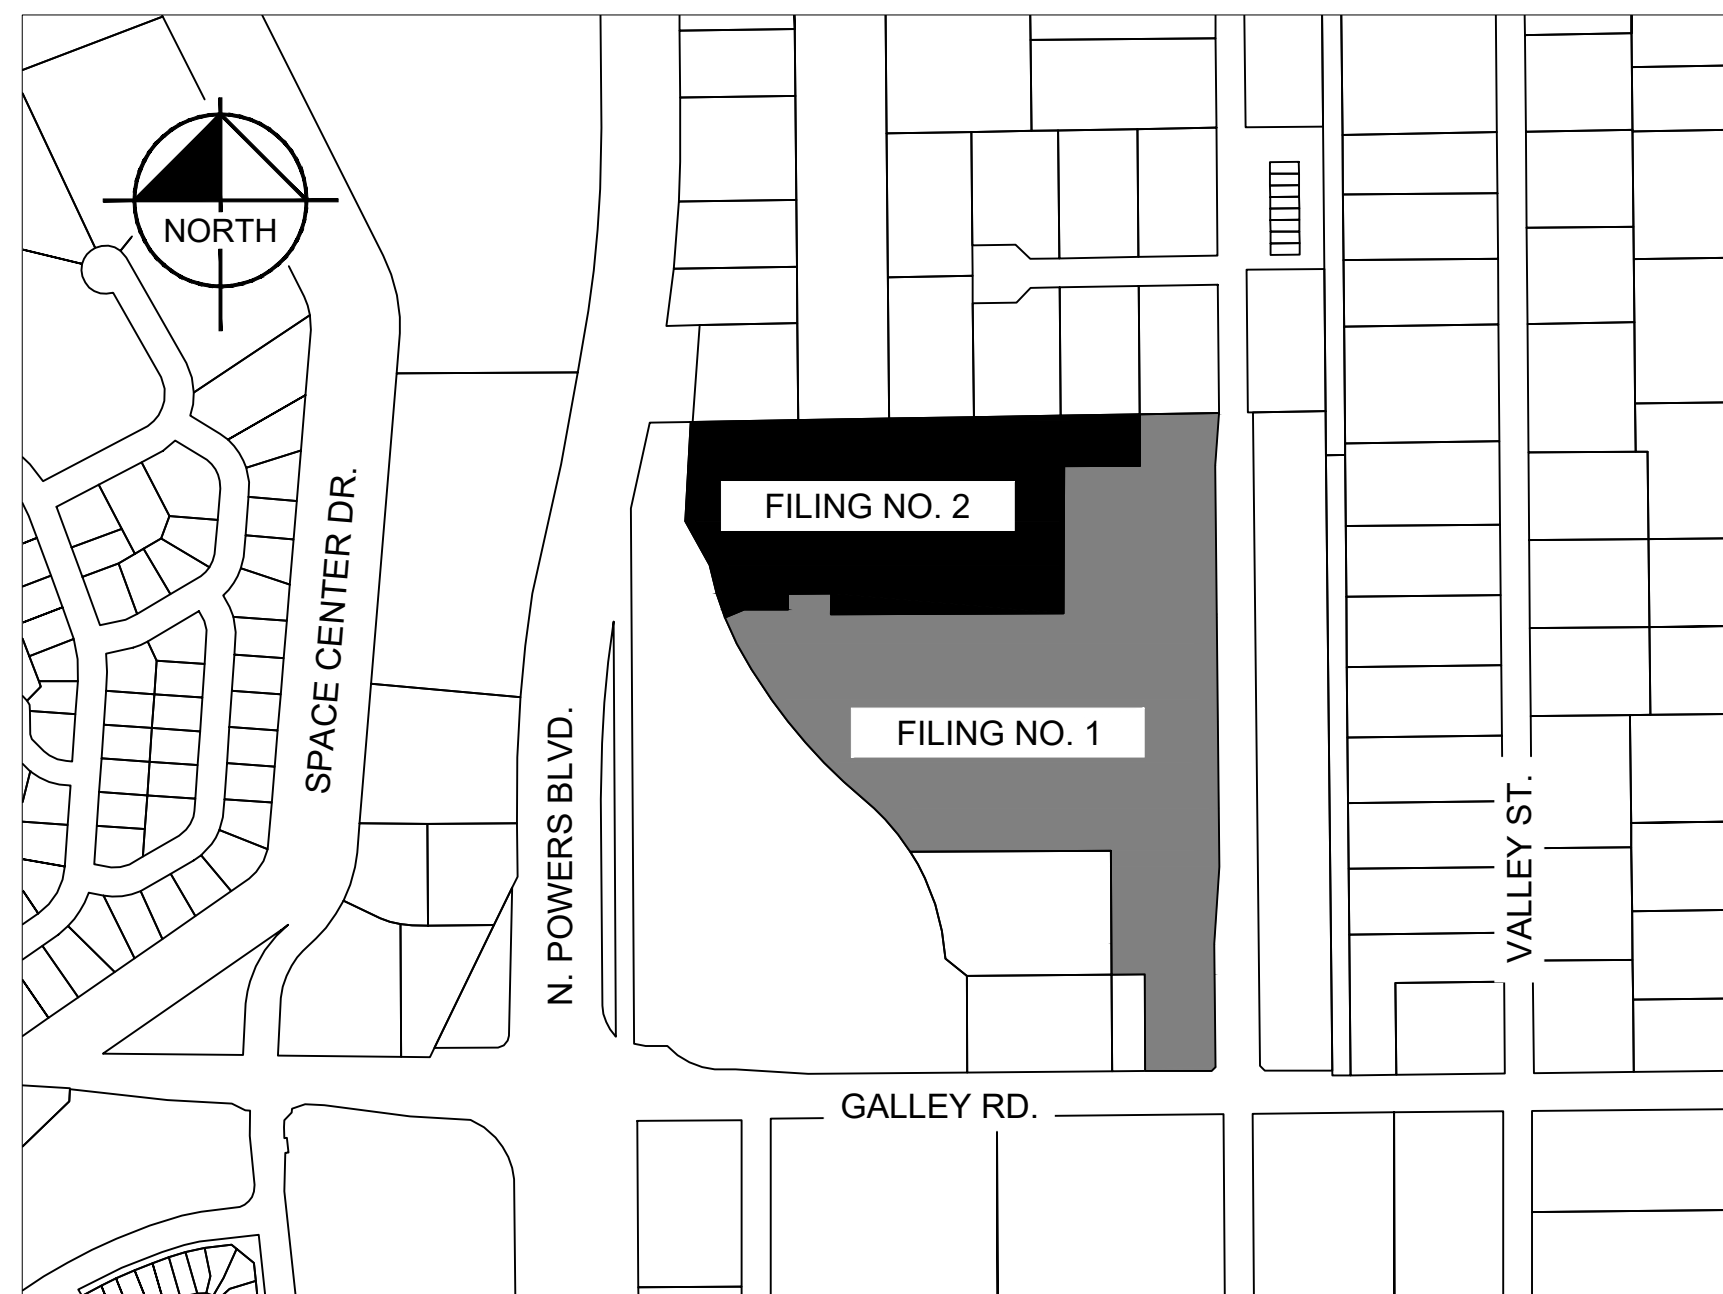 NORTH
FILING NO. 2
SPACE CENTER DR.
FILING NO. 1
N. POWERS BLVD.
VALLEY ST.
GALLEY RD.